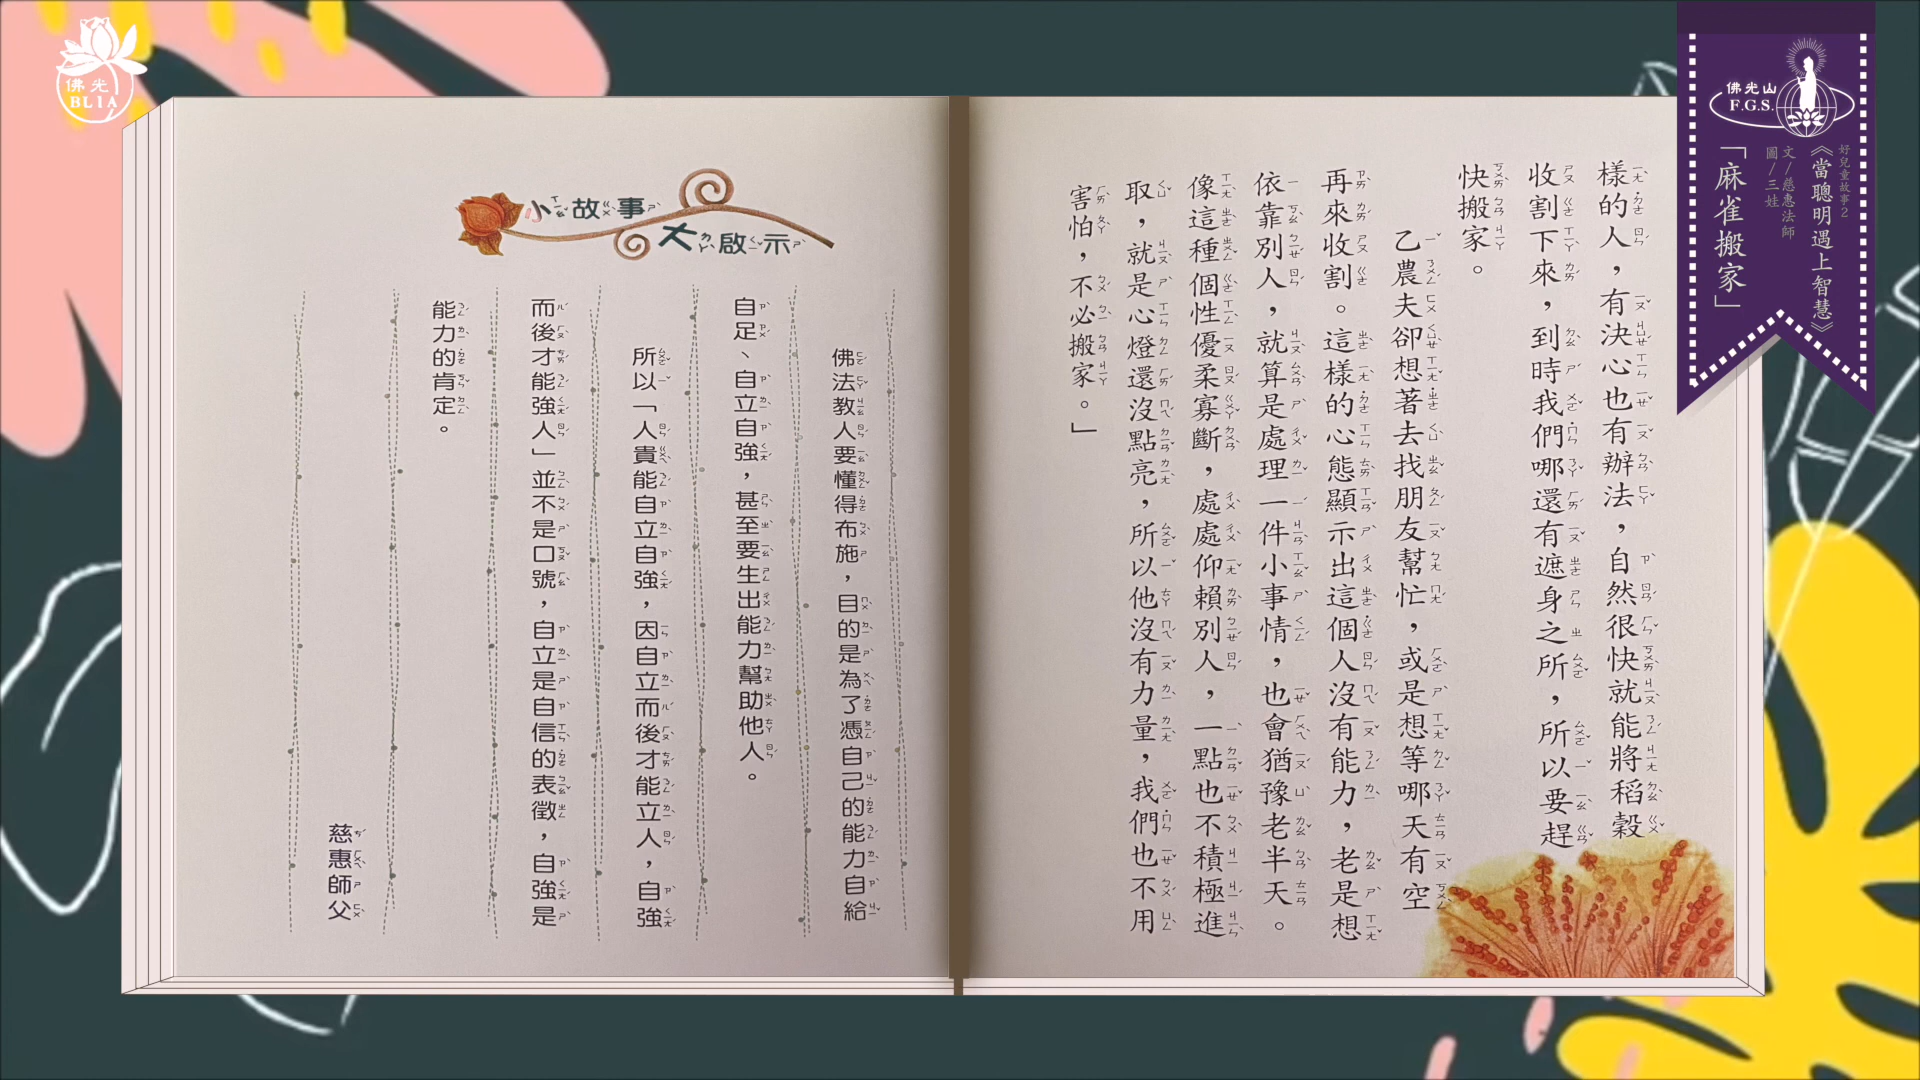 佛光
BLIA
佛光山
F.G.S.
好兒童故事2
《當聰明遇上智慧》
文/慈惠法師
圖/三娃
「麻雀搬家」
樣的人，有決心也有辦法，自然很快就能將稻穀
收割下來，到時我們哪還有遮身之所，所以要趕
快搬家。
乙農夫卻想著去找朋友幫忙，或是想等哪天有空
再來收割。這樣的心態顯示出這個人沒有能力，老是想
依靠別人，就算是處理一件小事情，也會猶豫老半天。
像這種個性優柔寡斷，處處仰賴別人，一點也不積極進
取，就是心燈還沒點亮，所以他沒有力量，我們也不用
害怕，不必搬家。」
小故事
大啟示
佛法教人要懂得布施，目的是為了憑自己的能力自給
自足、自立自強，甚至要生出能力幫助他人。
所以「人貴能自立自強，因自立而後才能立人，自強
而後才能強人」並不是口號，自立是自信的表徵，自強是
能力的肯定。
慈惠師父